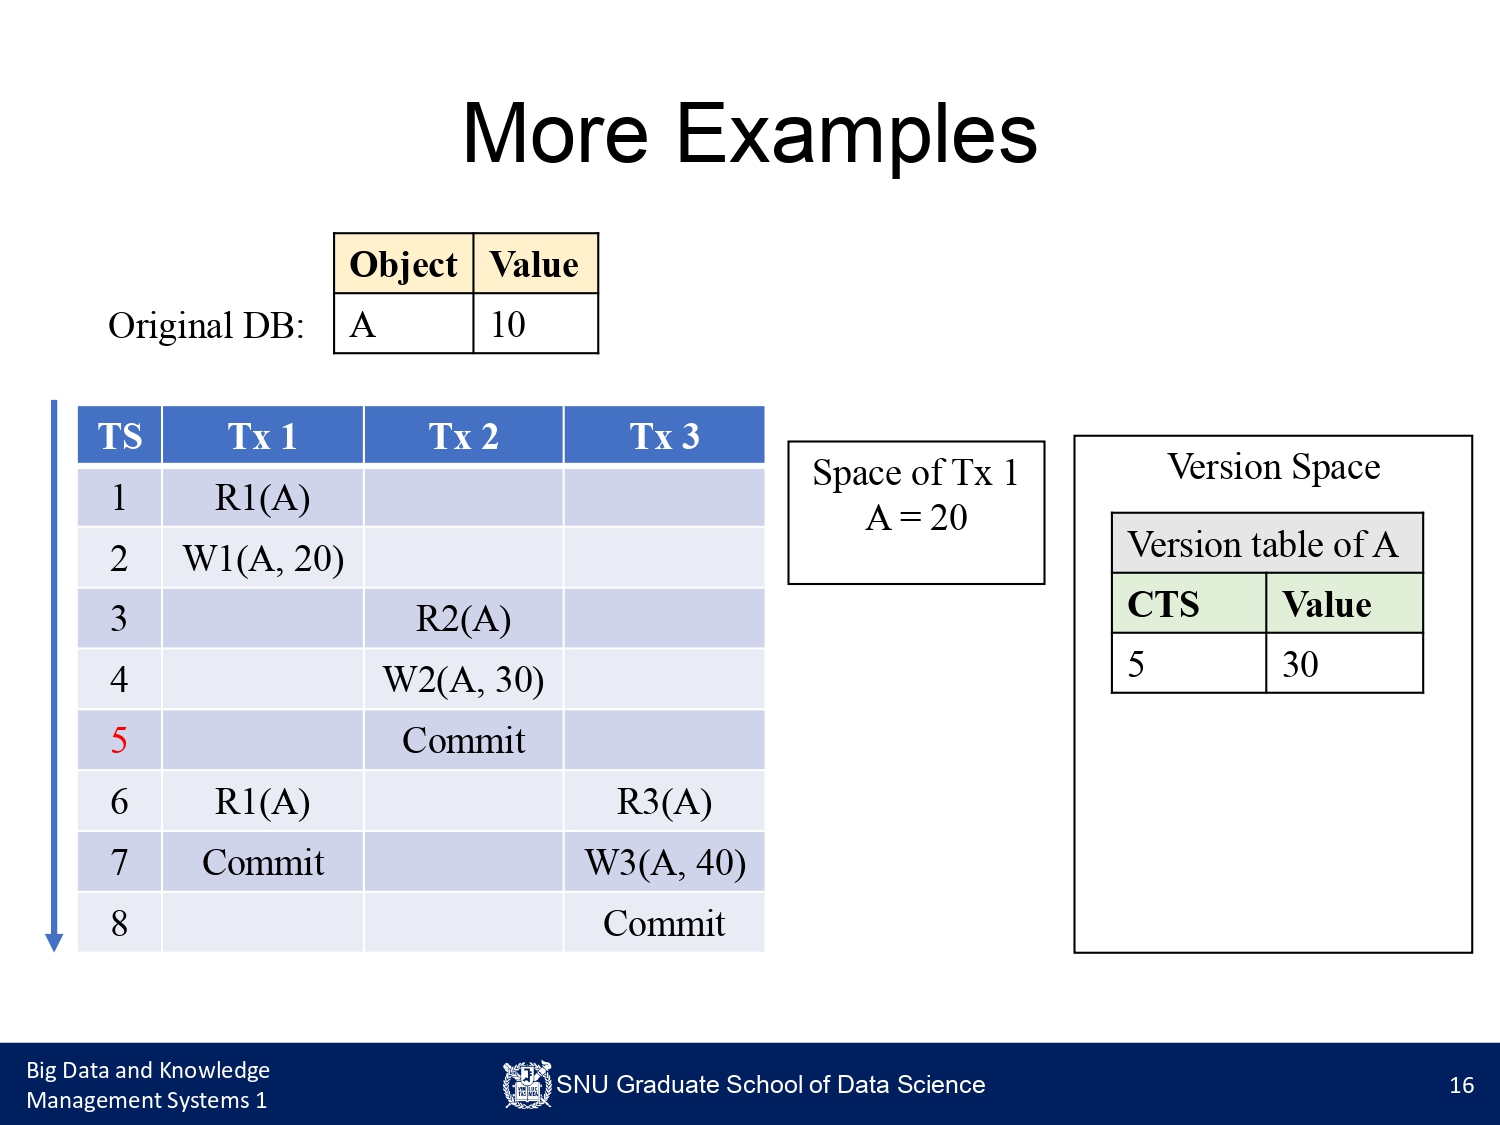 More Examples
Object Value
Original DB: A 10
TS Tx 1 Tx 2 Tx 3
1 R1(A)
2 W1(A, 20)
3 R2(A)
4 W2(A, 30)
5 Commit
6 R1(A) R3(A)
7 Commit W3(A, 40)
8 Commit
Space of Tx 1
A = 20
Version Space
Version table of A
CTS Value
5 30
Big Data and Knowledge
Management Systems 1
SNU Graduate School of Data Science
16